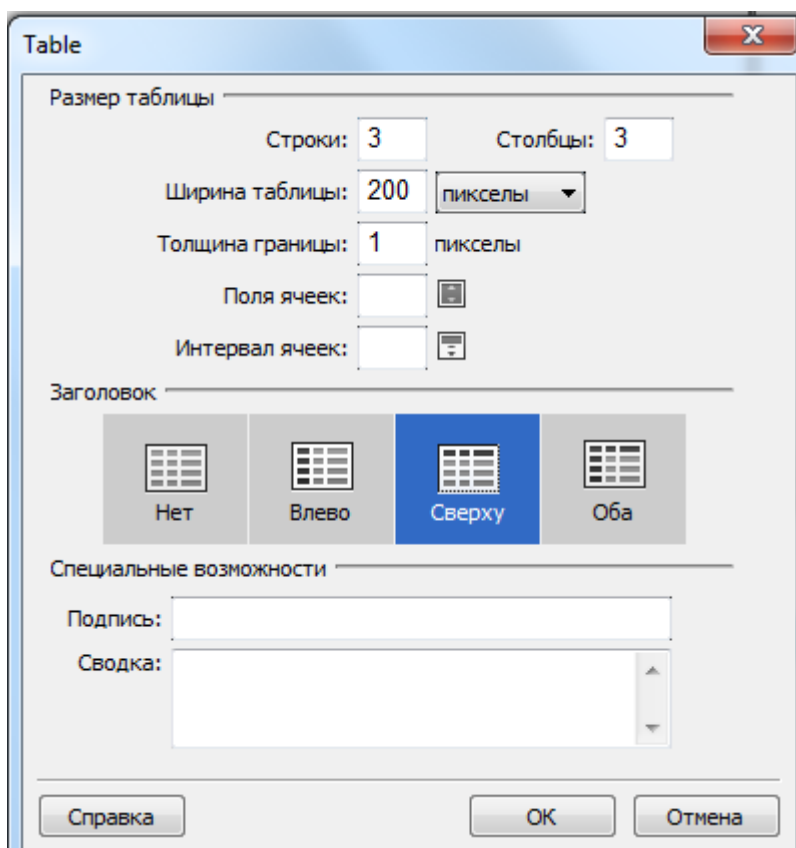 Table
Размер таблицы
Строки: 3 Столбцы: 3
Ширина таблицы: 200 пикселы
Толщина границы: 1 пикселы
Поля ячеек:
Интервал ячеек:
Заголовок
Нет Влево Сверху Оба
Специальные возможности
Подпись:
Сводка:
Справка ОК Отмена